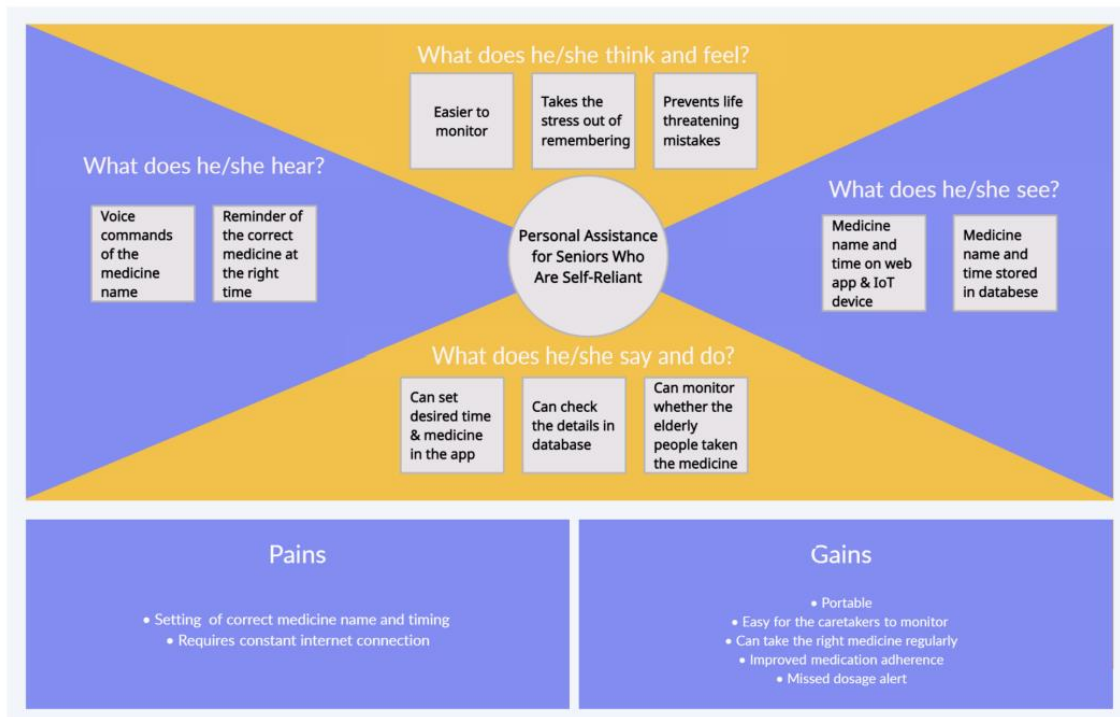 What does he/she think and feel?
Easier to
monitor
Takes the
stress out of
remembering
Prevents life
threatening
mistakes
What does he/she hear?
Voice
commands
of the
medicine
name
Reminder of
the correct
medicine at
the right
time
Personal Assistance
for Seniors Who
Are Self-Reliant
What does he/she see?
Medicine
name and
time on web
app & IoT
device
Medicine
name and
time stored
in databese
What does he/she say and do?
Can set
desired time
& medicine
in the app
Can check
the details in
database
Can monitor
whether the
elderly
people taken
the medicine
Pains
• Setting of correct medicine name and timing
• Requires constant internet connection
Gains
• Portable
• Easy for the caretakers to monitor
• Can take the right medicine regularly
• Improved medication adherence
• Missed dosage alert